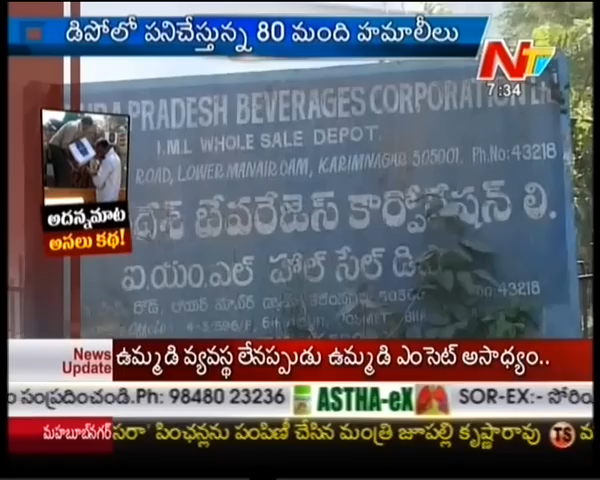 డిపోలో పనిచేస్తున్న 80 మంది హమాలీలు
NTV
7:34
PRADESH BEVERAGES CORPORATION
I.M.L WHOLE SALE DEPOT.
ROAD, LOWER MANAIR DAM, KARIMNAGAR-505001. Ph.No:43218
బేవరేజెస్ కార్పోరేషన్ లి.
ఐ.యం.ఎల్ హోల్ సేల్
43218
అదన్నమాట
అసలు కథ!
News Update ఉమ్మడి వ్యవస్థ లేనప్పుడు ఉమ్మడి ఎంసెట్ అసాధ్యం..
సంప్రదించండి.Ph: 98480 23236 ASTHA-eX SOR-EX:-
మహబూబ్‌నగర్ సరా' పింఛన్లను పంపిణీ చేసిన మంత్రి జూపల్లి కృష్ణారావు TS